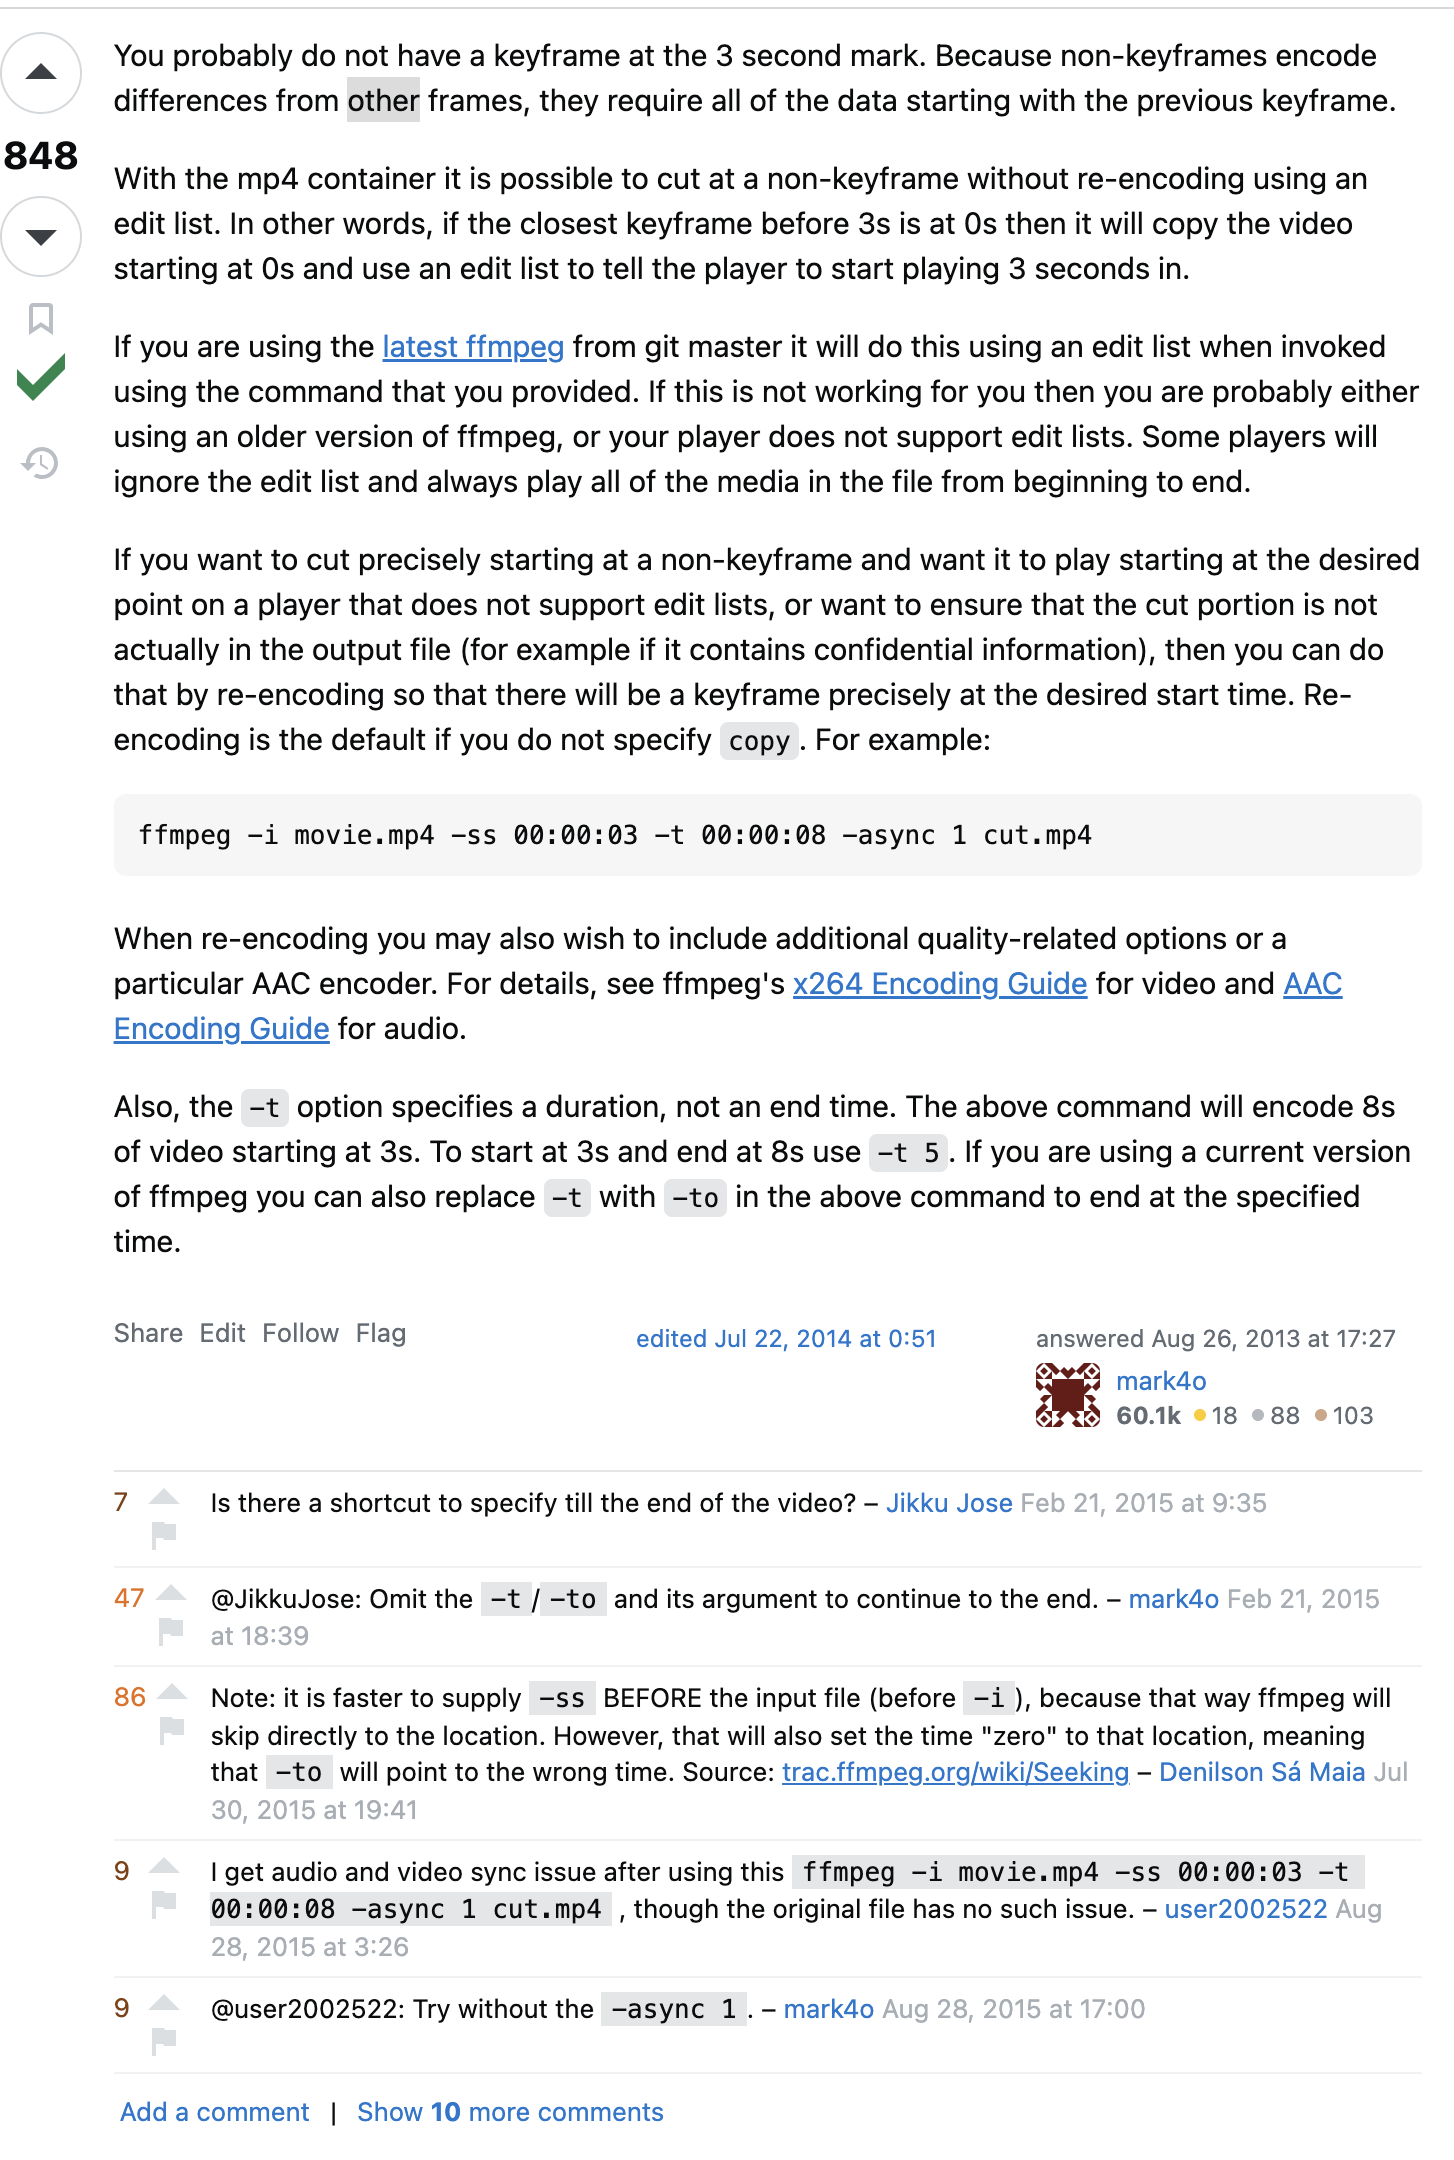 You probably do not have a keyframe at the 3 second mark. Because non-keyframes encode
differences from other frames, they require all of the data starting with the previous keyframe.
848
With the mp4 container it is possible to cut at a non-keyframe without re-encoding using an
edit list. In other words, if the closest keyframe before 3s is at 0s then it will copy the video
starting at 0s and use an edit list to tell the player to start playing 3 seconds in.
If you are using the latest ffmpeg from git master it will do this using an edit list when invoked
using the command that you provided. If this is not working for you then you are probably either
using an older version of ffmpeg, or your player does not support edit lists. Some players will
ignore the edit list and always play all of the media in the file from beginning to end.
If you want to cut precisely starting at a non-keyframe and want it to play starting at the desired
point on a player that does not support edit lists, or want to ensure that the cut portion is not
actually in the output file (for example if it contains confidential information), then you can do
that by re-encoding so that there will be a keyframe precisely at the desired start time. Re-
encoding is the default if you do not specify copy. For example:
ffmpeg -i movie.mp4 -ss 00:00:03 -t 00:00:08 -async 1 cut.mp4
When re-encoding you may also wish to include additional quality-related options or a
particular AAC encoder. For details, see ffmpeg's x264 Encoding Guide for video and AAC
Encoding Guide for audio.
Also, the -t option specifies a duration, not an end time. The above command will encode 8s
of video starting at 3s. To start at 3s and end at 8s use -t 5. If you are using a current version
of ffmpeg you can also replace -t with -to in the above command to end at the specified
time.
Share Edit Follow Flag
edited Jul 22, 2014 at 0:51
answered Aug 26, 2013 at 17:27
mark4o
60.1k 18 88 103
7 Is there a shortcut to specify till the end of the video? – Jikku Jose Feb 21, 2015 at 9:35
47 @JikkuJose: Omit the -t / -to and its argument to continue to the end. – mark4o Feb 21, 2015
at 18:39
86 Note: it is faster to supply -ss BEFORE the input file (before -i), because that way ffmpeg will
skip directly to the location. However, that will also set the time "zero" to that location, meaning
that -to will point to the wrong time. Source: trac.ffmpeg.org/wiki/Seeking – Denilson Sá Maia Jul
30, 2015 at 19:41
9 I get audio and video sync issue after using this ffmpeg -i movie.mp4 -ss 00:00:03 -t
00:00:08 -async 1 cut.mp4 , though the original file has no such issue. – user2002522 Aug
28, 2015 at 3:26
9 @user2002522: Try without the -async 1. – mark4o Aug 28, 2015 at 17:00
Add a comment | Show 10 more comments